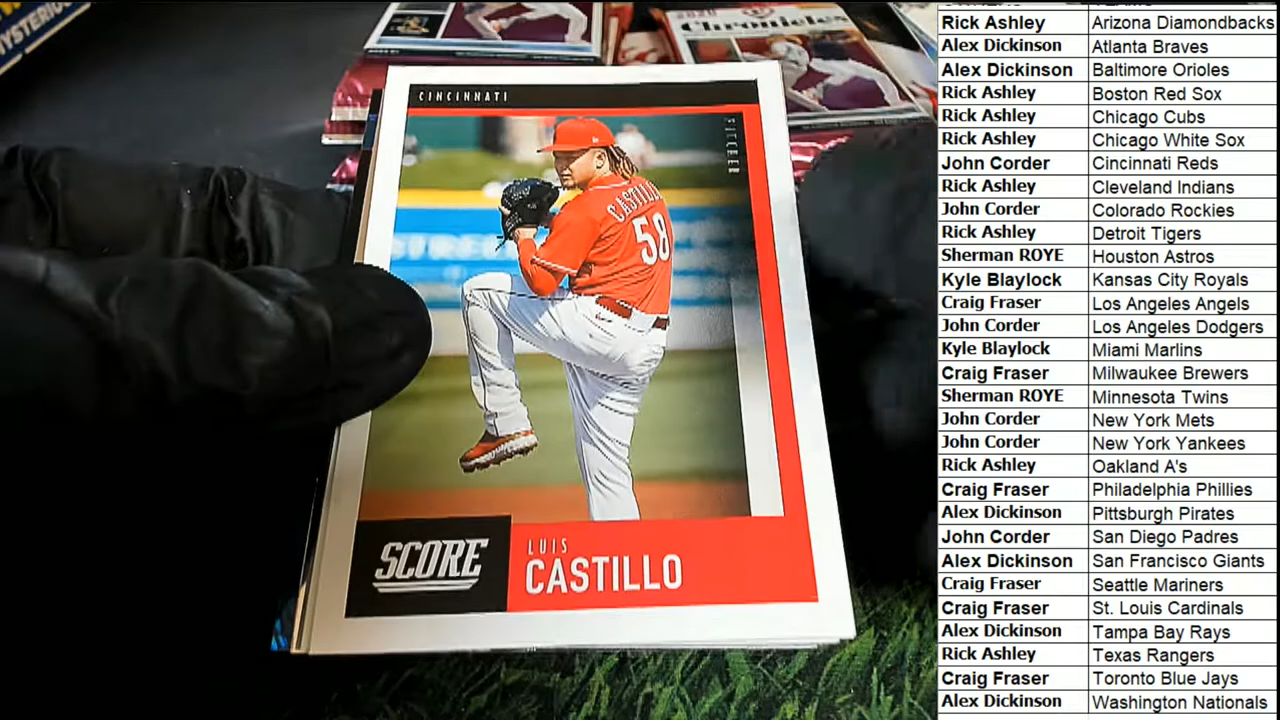 YSTERI
Chronicles
CINCINNATI
PITCHER
CASTILLO
58
SCORE
LUIS
CASTILLO
Rick Ashley Arizona Diamondbacks
Alex Dickinson Atlanta Braves
Alex Dickinson Baltimore Orioles
Rick Ashley Boston Red Sox
Rick Ashley Chicago Cubs
Rick Ashley Chicago White Sox
John Corder Cincinnati Reds
Rick Ashley Cleveland Indians
John Corder Colorado Rockies
Rick Ashley Detroit Tigers
Sherman ROYE Houston Astros
Kyle Blaylock Kansas City Royals
Craig Fraser Los Angeles Angels
John Corder Los Angeles Dodgers
Kyle Blaylock Miami Marlins
Craig Fraser Milwaukee Brewers
Sherman ROYE Minnesota Twins
John Corder New York Mets
John Corder New York Yankees
Rick Ashley Oakland A's
Craig Fraser Philadelphia Phillies
Alex Dickinson Pittsburgh Pirates
John Corder San Diego Padres
Alex Dickinson San Francisco Giants
Craig Fraser Seattle Mariners
Craig Fraser St. Louis Cardinals
Alex Dickinson Tampa Bay Rays
Rick Ashley Texas Rangers
Craig Fraser Toronto Blue Jays
Alex Dickinson Washington Nationals